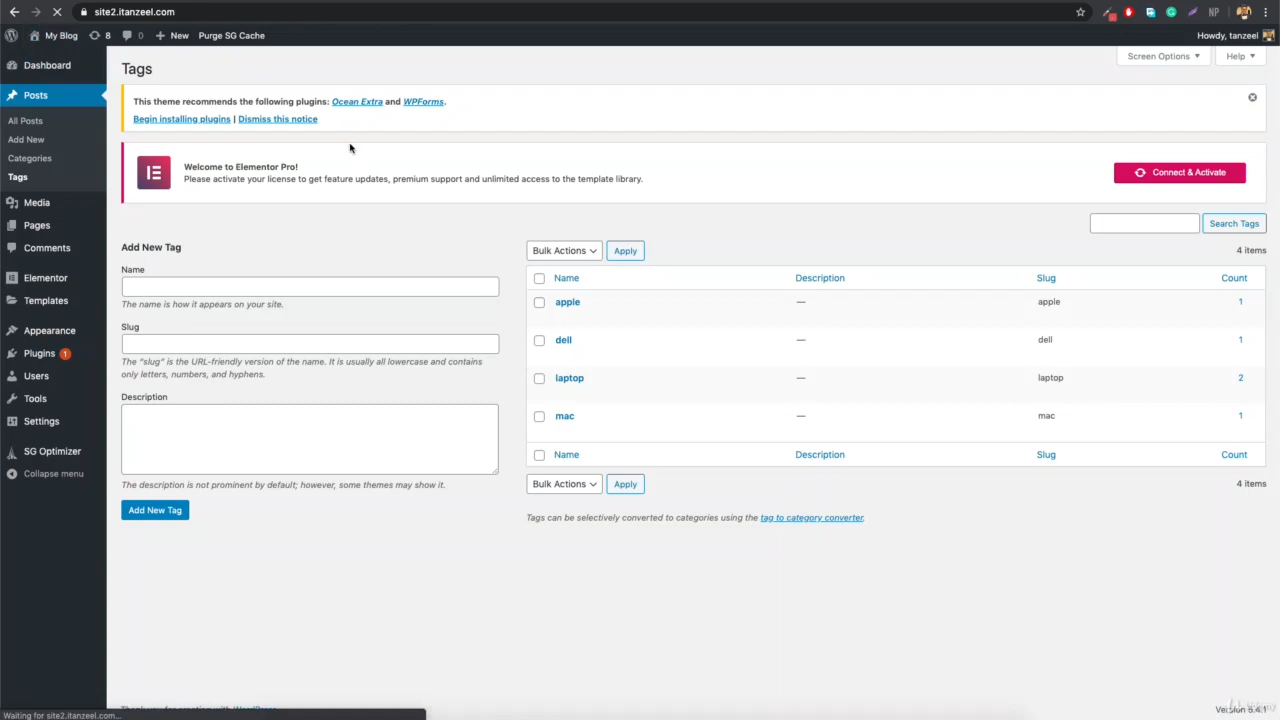 site2.itanzeel.com
My Blog 8 0 New Purge SG Cache Howdy, tanzeel
Screen Options Help
Dashboard
Posts
All Posts
Add New
Categories
Tags
Media
Pages
Comments
Elementor
Templates
Appearance
Plugins 1
Users
Tools
Settings
SG Optimizer
Collapse menu
Tags
This theme recommends the following plugins: Ocean Extra and WPForms.
Begin installing plugins | Dismiss this notice
Welcome to Elementor Pro!
Please activate your license to get feature updates, premium support and unlimited access to the template library.
Connect & Activate
Search Tags
Add New Tag
Name
The name is how it appears on your site.
Slug
The "slug" is the URL-friendly version of the name. It is usually all lowercase and contains
only letters, numbers, and hyphens.
Description
The description is not prominent by default; however, some themes may show it.
Add New Tag
Bulk Actions Apply 4 items
Name Description Slug Count
apple — apple 1
dell — dell 1
laptop — laptop 2
mac — mac 1
Name Description Slug Count
Bulk Actions Apply 4 items
Tags can be selectively converted to categories using the tag to category converter.
Waiting for site2.itanzeel.com...
Version 5.4.1